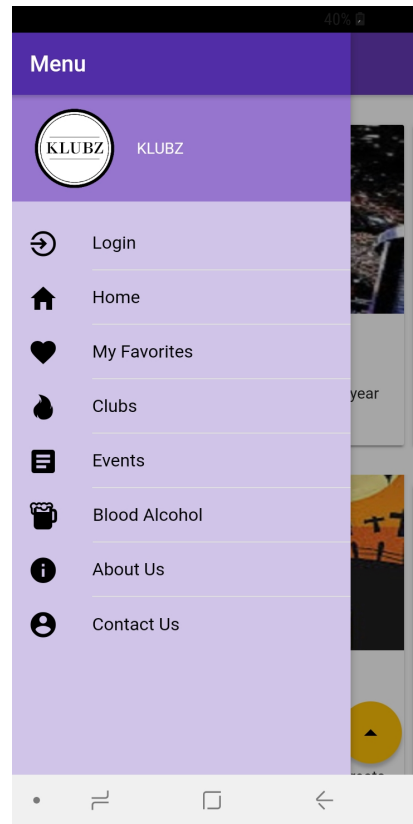 40%
Menu
KLUBZ
KLUBZ
Login
Home
My Favorites
Clubs
year
Events
Blood Alcohol
About Us
Contact Us